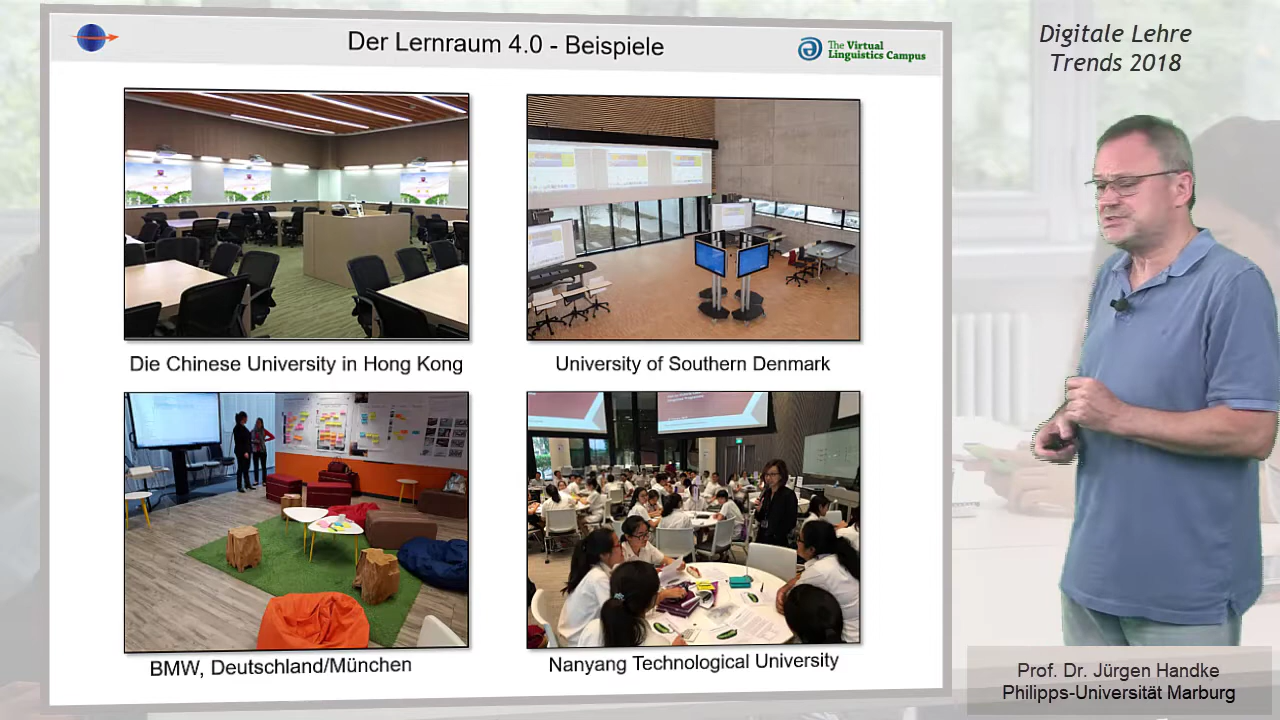 Der Lernraum 4.0 - Beispiele
The Virtual
Linguistics Campus
Digitale Lehre
Trends 2018
Die Chinese University in Hong Kong
University of Southern Denmark
BMW, Deutschland/München
Nanyang Technological University
Prof. Dr. Jürgen Handke
Philipps-Universität Marburg